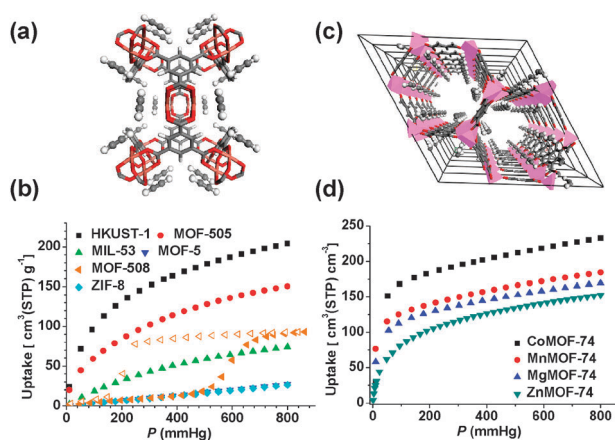 (a)
(c)
(b)
HKUST-1 MOF-505
MIL-53 MOF-5
MOF-508
ZIF-8
Uptake [ cm³(STP) g⁻¹]
200
150
100
50
0
0 200 400 600 800
P (mmHg)
(d)
Uptake [ cm³(STP) cm⁻³]
250
200
150
100
50
0
CoMOF-74
MnMOF-74
MgMOF-74
ZnMOF-74
0 200 400 600 800
P (mmHg)